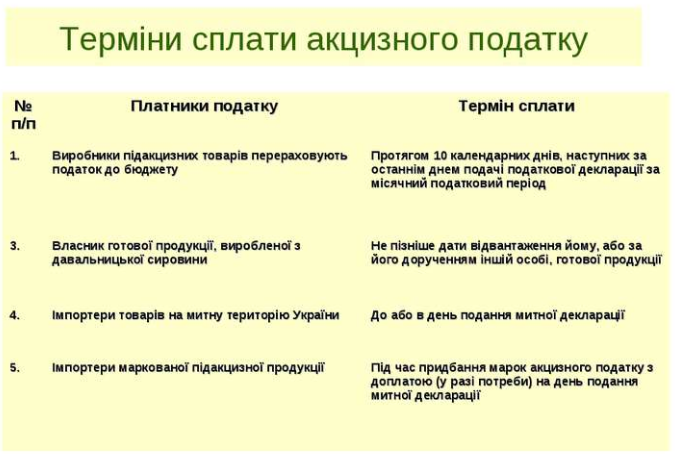 Терміни сплати акцизного податку
№ п/п Платники податку Термін сплати
1. Виробники підакцизних товарів перераховують Протягом 10 календарних днів, наступних за
податок до бюджету останнім днем подачі податкової декларації за
місячний податковий період
3. Власник готової продукції, виробленої з Не пізніше дати відвантаження йому, або за
давальницької сировини його дорученням іншій особі, готової продукції
4. Імпортери товарів на митну територію України До або в день подання митної декларації
5. Імпортери маркованої підакцизної продукції Під час придбання марок акцизного податку з
доплатою (у разі потреби) на день подання
митної декларації